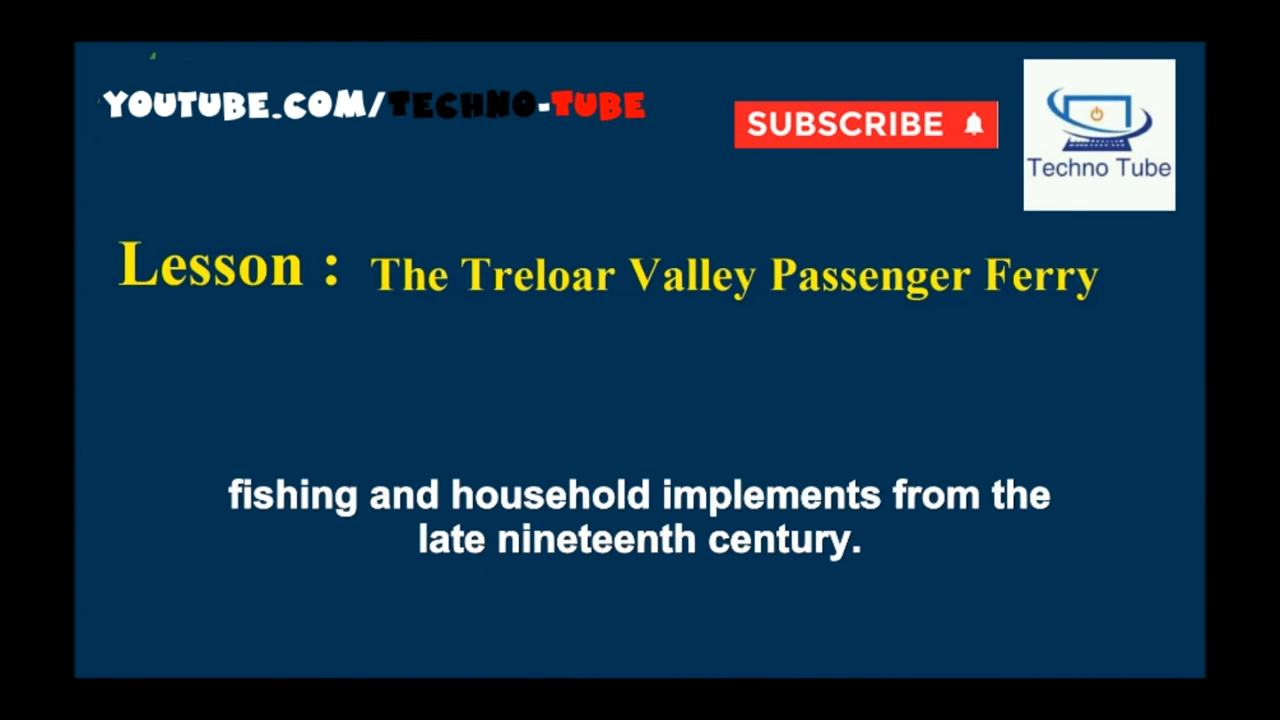 YOUTUBE.COM/TECHNO-TUBE
SUBSCRIBE
Techno Tube
Lesson : The Treloar Valley Passenger Ferry
fishing and household implements from the
late nineteenth century.